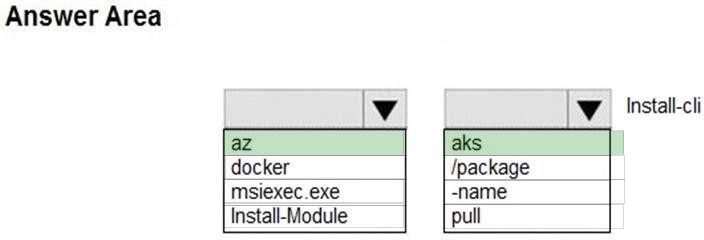 Answer Area
Install-cli
az aks
docker /package
msiexec.exe -name
Install-Module pull